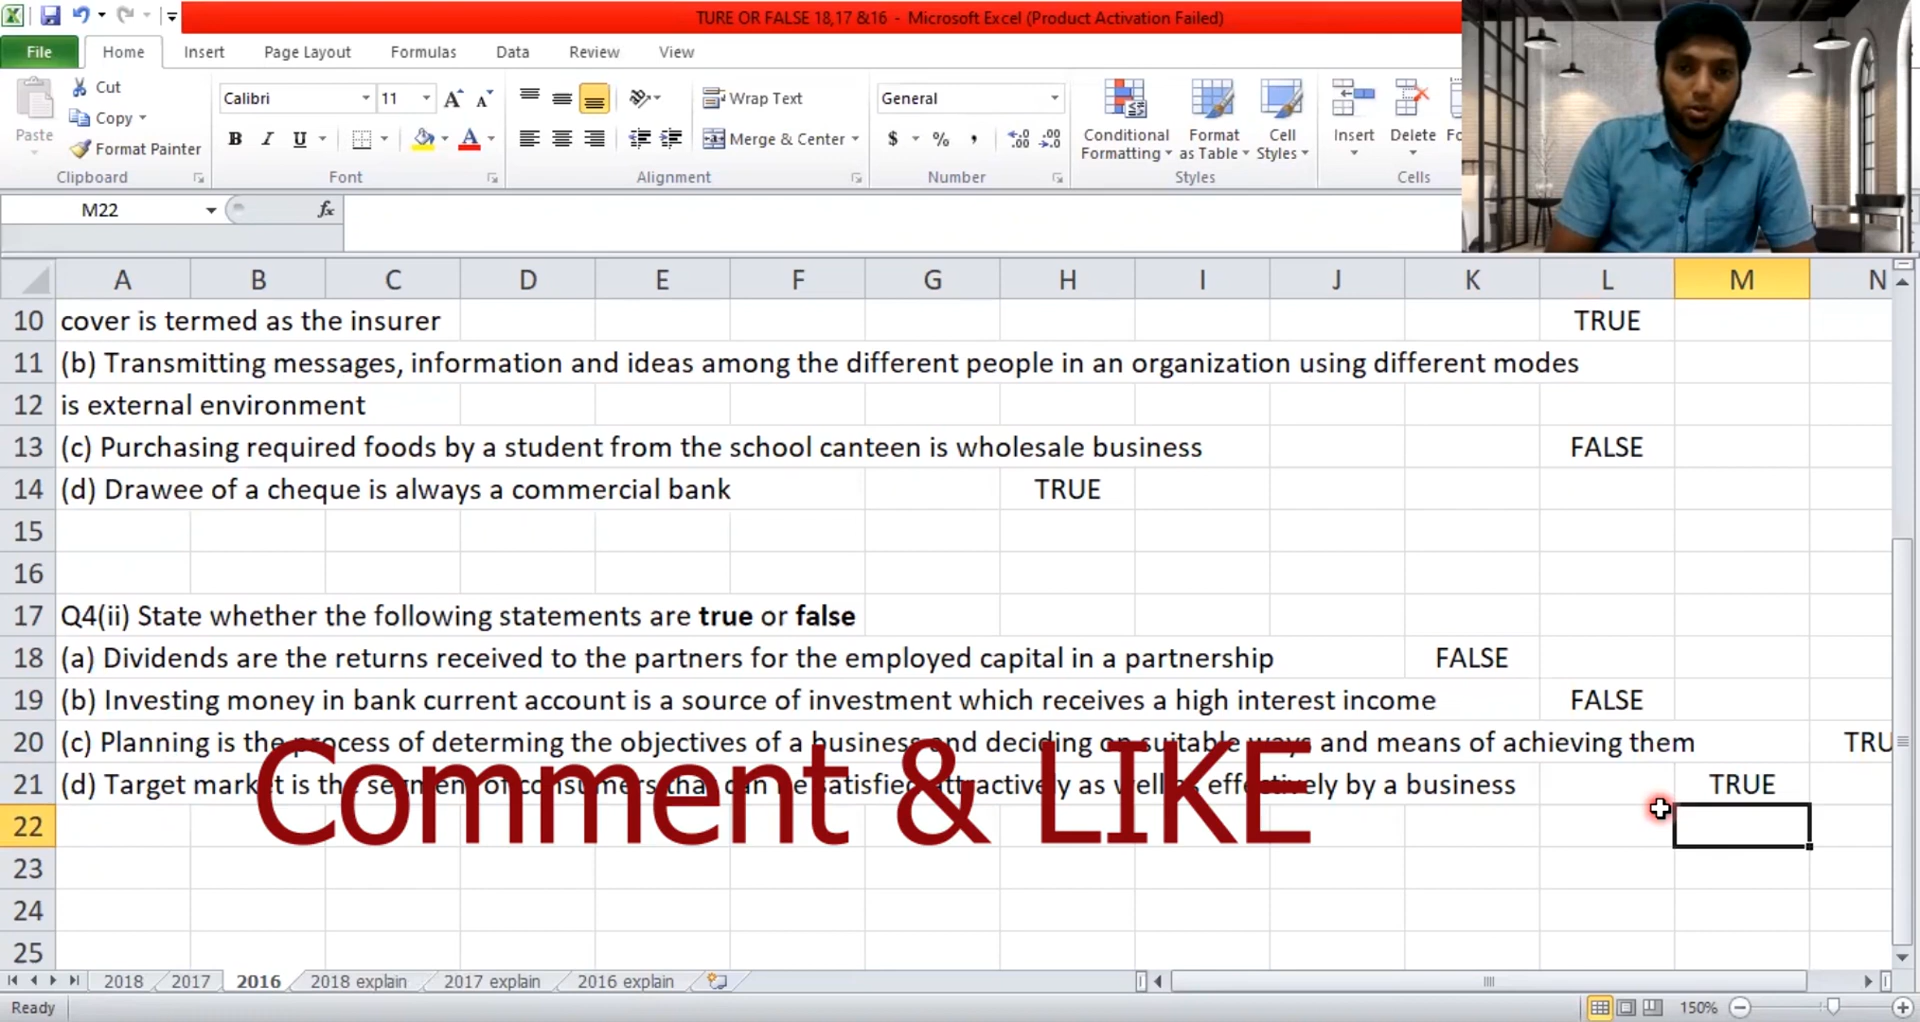 TURE OR FALSE 18,17 &16 - Microsoft Excel (Product Activation Failed)
File Home Insert Page Layout Formulas Data Review View
Paste
Cut
Copy
Format Painter
Clipboard
Calibri 11
B I U
Font
Wrap Text
Merge & Center
Alignment
General
$ % ,
Number
Conditional Formatting
Format as Table
Cell Styles
Styles
Insert
Delete
Cells
M22 fx
A B C D E F G H I J K L M N
10 cover is termed as the insurer TRUE
11 (b) Transmitting messages, information and ideas among the different people in an organization using different modes
12 is external environment
13 (c) Purchasing required foods by a student from the school canteen is wholesale business FALSE
14 (d) Drawee of a cheque is always a commercial bank TRUE
15
16
17 Q4(ii) State whether the following statements are true or false
18 (a) Dividends are the returns received to the partners for the employed capital in a partnership FALSE
19 (b) Investing money in bank current account is a source of investment which receives a high interest income FALSE
20 (c) Planning is the process of determing the objectives of a business and deciding on suitable ways and means of achieving them TRU
21 (d) Target market is the segment of consumers that can be satisfied attractively as well as effectively by a business TRUE
Comment & LIKE
22
23
24
25
2018 2017 2016 2018 explain 2017 explain 2016 explain
Ready 150%